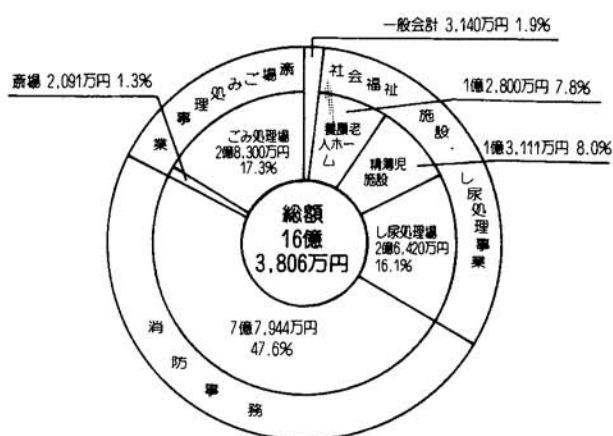 一般会計 3,140万円 1.9%
社会福祉施設・し尿処理事業
1億2,800万円 7.8%
養護老
人ホー
ム
1億3,111万円 8.0%
精薄児
施設
し尿処理場
2億6,420万円
16.1%
消防事務
7億7,944万円
47.6%
斎場ごみ処理事業
斎場 2,091万円 1.3%
ごみ処理場
2億8,300万円
17.3%
総額
16億
3,806万円